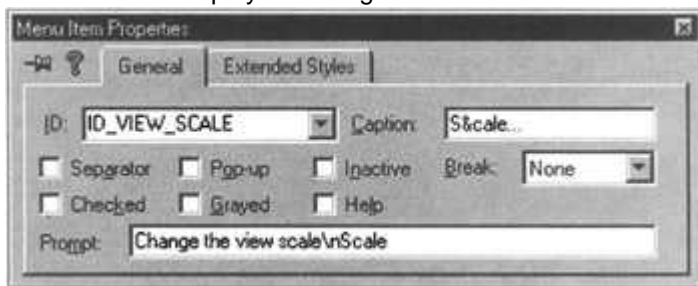 Menu Item Properties
General Extended Styles
ID: ID_VIEW_SCALE Caption: S&cale...
Separator Pop-up Inactive Break: None
Checked Grayed Help
Prompt: Change the view scale\nScale